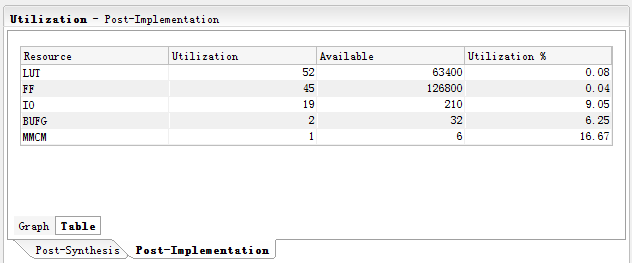 Utilization - Post-Implementation
Resource Utilization Available Utilization %
LUT 52 63400 0.08
FF 45 126800 0.04
IO 19 210 9.05
BUFG 2 32 6.25
MMCM 1 6 16.67
Graph Table
Post-Synthesis Post-Implementation